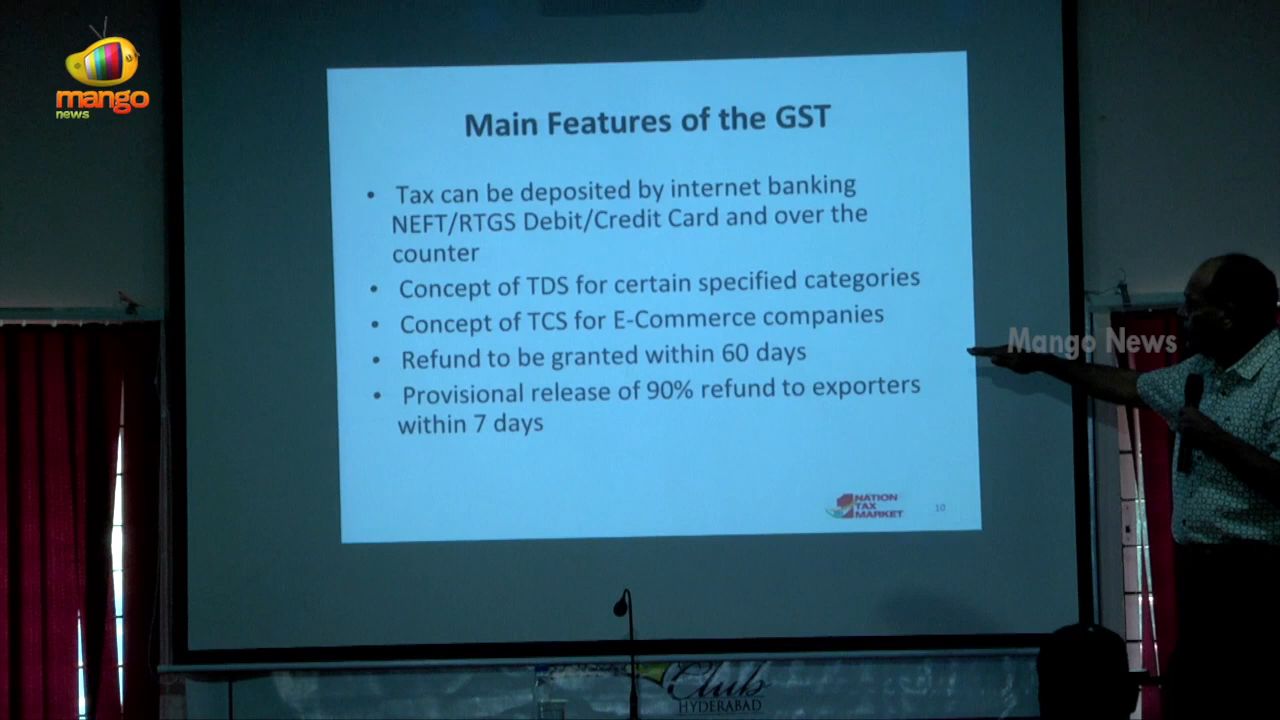 mango
news
Main Features of the GST
• Tax can be deposited by internet banking
NEFT/RTGS Debit/Credit Card and over the
counter
• Concept of TDS for certain specified categories
• Concept of TCS for E-Commerce companies
• Refund to be granted within 60 days
• Provisional release of 90% refund to exporters
within 7 days
Mango News
1 NATION
TAX
MARKET
10
Club
HYDERABAD